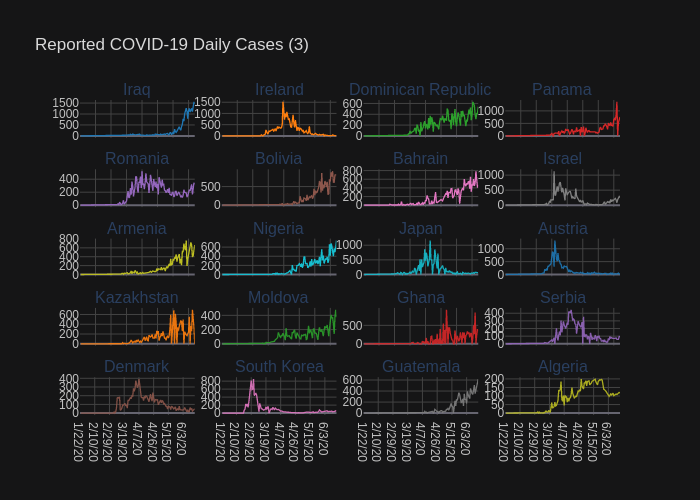 Reported COVID-19 Daily Cases (3)
Iraq Ireland Dominican Republic Panama
1500 1000 500 0
1500 1000 500 0
600 400 200 0
1000 500 0
Romania Bolivia Bahrain Israel
400 200 0
500 0
800 600 400 200 0
1000 500 0
Armenia Nigeria Japan Austria
800 600 400 200 0
600 400 200 0
1000 500 0
1000 500 0
Kazakhstan Moldova Ghana Serbia
600 400 200 0
400 200 0
500 0
400 300 200 100 0
Denmark South Korea Guatemala Algeria
400 300 200 100 0
800 600 400 200 0
600 400 200 0
200 150 100 50 0
1/22/20 2/10/20 2/29/20 3/19/20 4/7/20 4/26/20 5/15/20 6/3/20
1/22/20 2/10/20 2/29/20 3/19/20 4/7/20 4/26/20 5/15/20 6/3/20
1/22/20 2/10/20 2/29/20 3/19/20 4/7/20 4/26/20 5/15/20 6/3/20
1/22/20 2/10/20 2/29/20 3/19/20 4/7/20 4/26/20 5/15/20 6/3/20